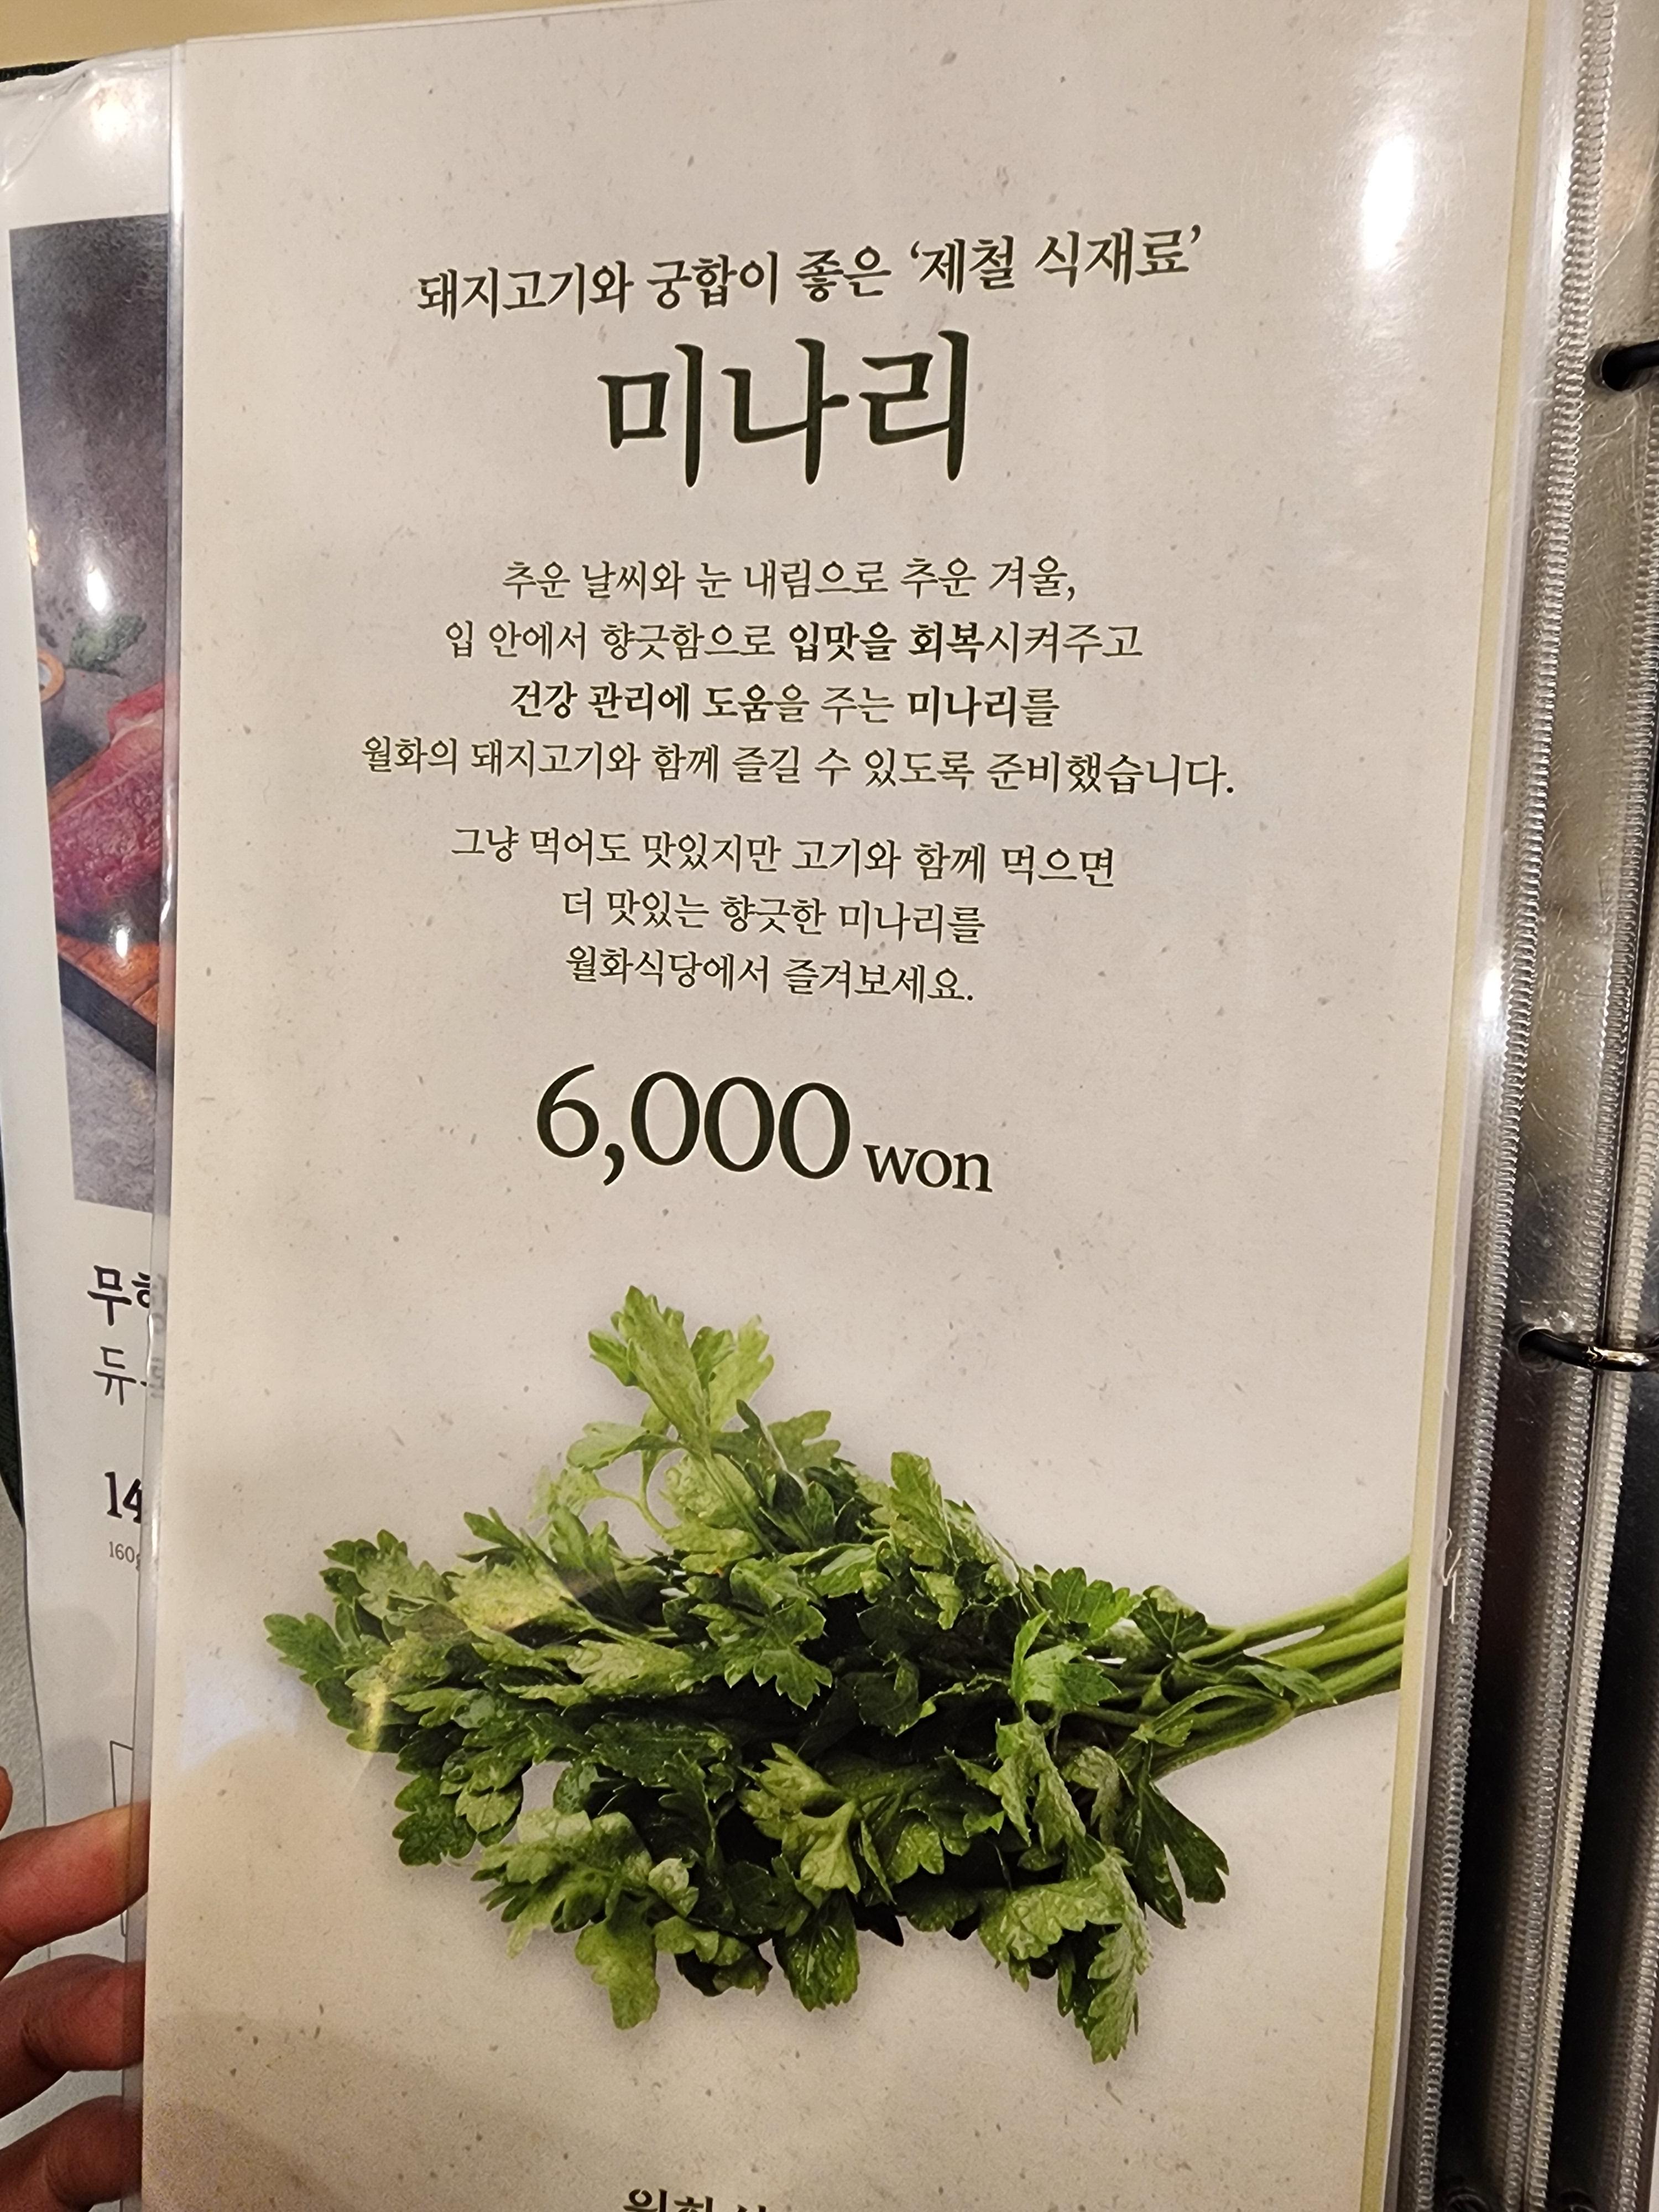 돼지고기와 궁합이 좋은 ‘제철 식재료’
미나리
추운 날씨와 눈 내림으로 추운 겨울,
입 안에서 향긋함으로 입맛을 회복시켜주고
건강 관리에 도움을 주는 미나리를
월화의 돼지고기와 함께 즐길 수 있도록 준비했습니다.
그냥 먹어도 맛있지만 고기와 함께 먹으면
더 맛있는 향긋한 미나리를
월화식당에서 즐겨보세요.
6,000 won
160g